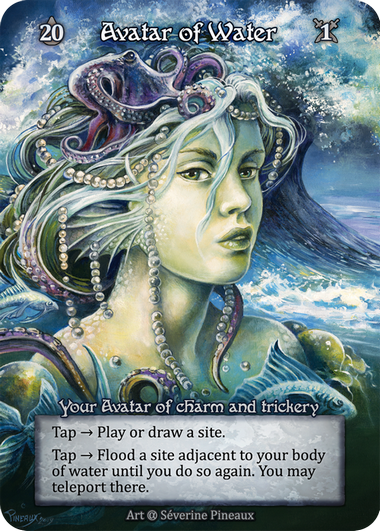 20 Avatar of Water 1
Your Avatar of charm and trickery
Tap → Play or draw a site.
Tap → Flood a site adjacent to your body
of water until you do so again. You may
teleport there.
PINEAUX
Art @ Séverine Pineaux